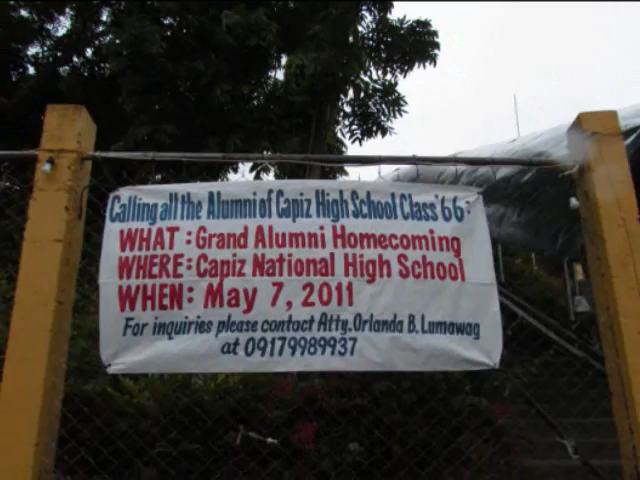 Calling all the Alumni of Capiz High School Class '66:
WHAT : Grand Alumni Homecoming
WHERE: Capiz National High School
WHEN: May 7, 2011
For inquiries please contact Atty. Orlanda B. Lumawag
at 09179989937